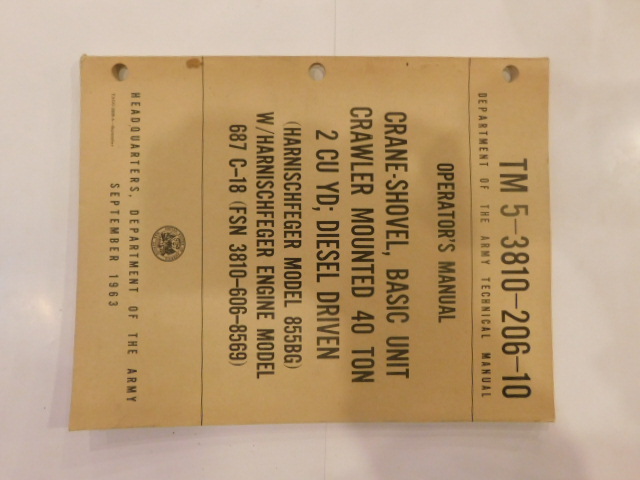 TM 5-3810-206-10
DEPARTMENT OF THE ARMY TECHNICAL MANUAL
OPERATOR'S MANUAL
CRANE-SHOVEL, BASIC UNIT
CRAWLER MOUNTED 40 TON
2 CU YD; DIESEL DRIVEN
(HARNISCHFEGER MODEL 855BG)
W/HARNISCHFEGER ENGINE MODEL
687 C-18 (FSN 3810-606-8569)
HEADQUARTERS, DEPARTMENT OF THE ARMY
SEPTEMBER 1963